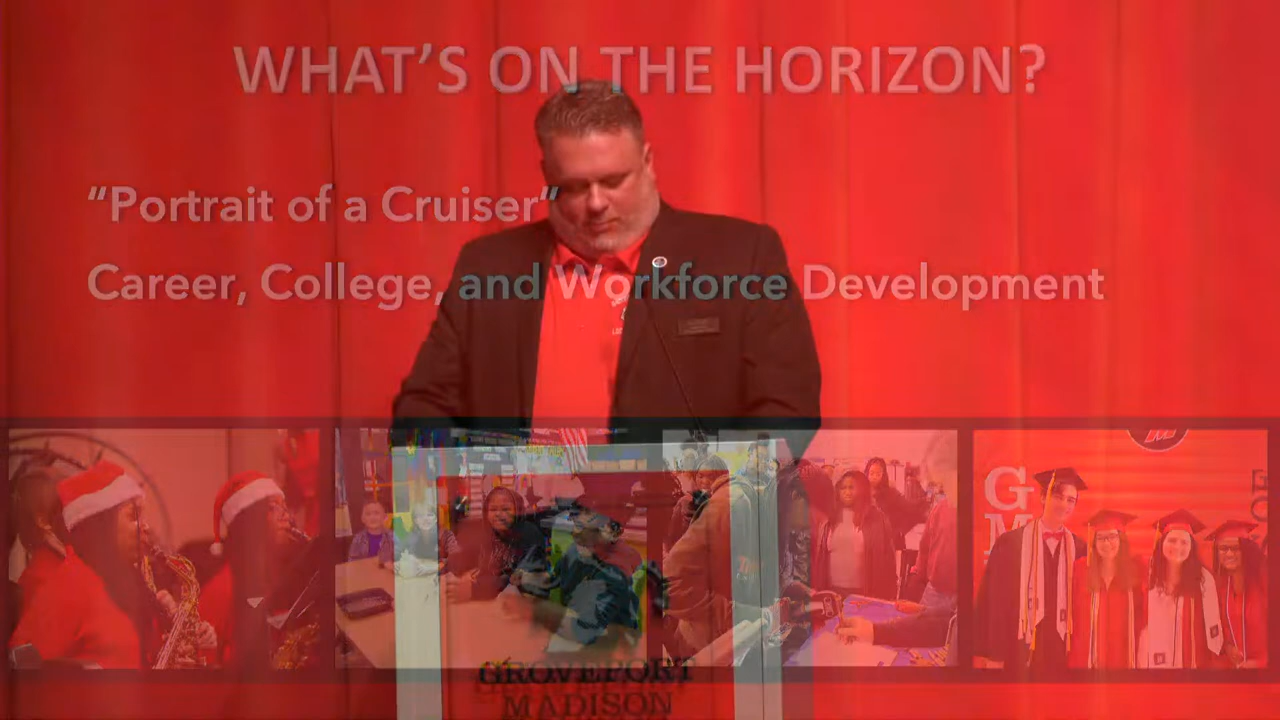 WHAT’S ON THE HORIZON?
“Portrait of a Cruiser“
Career, College, and Workforce Development
G
M
GROVEPORT
MADISON